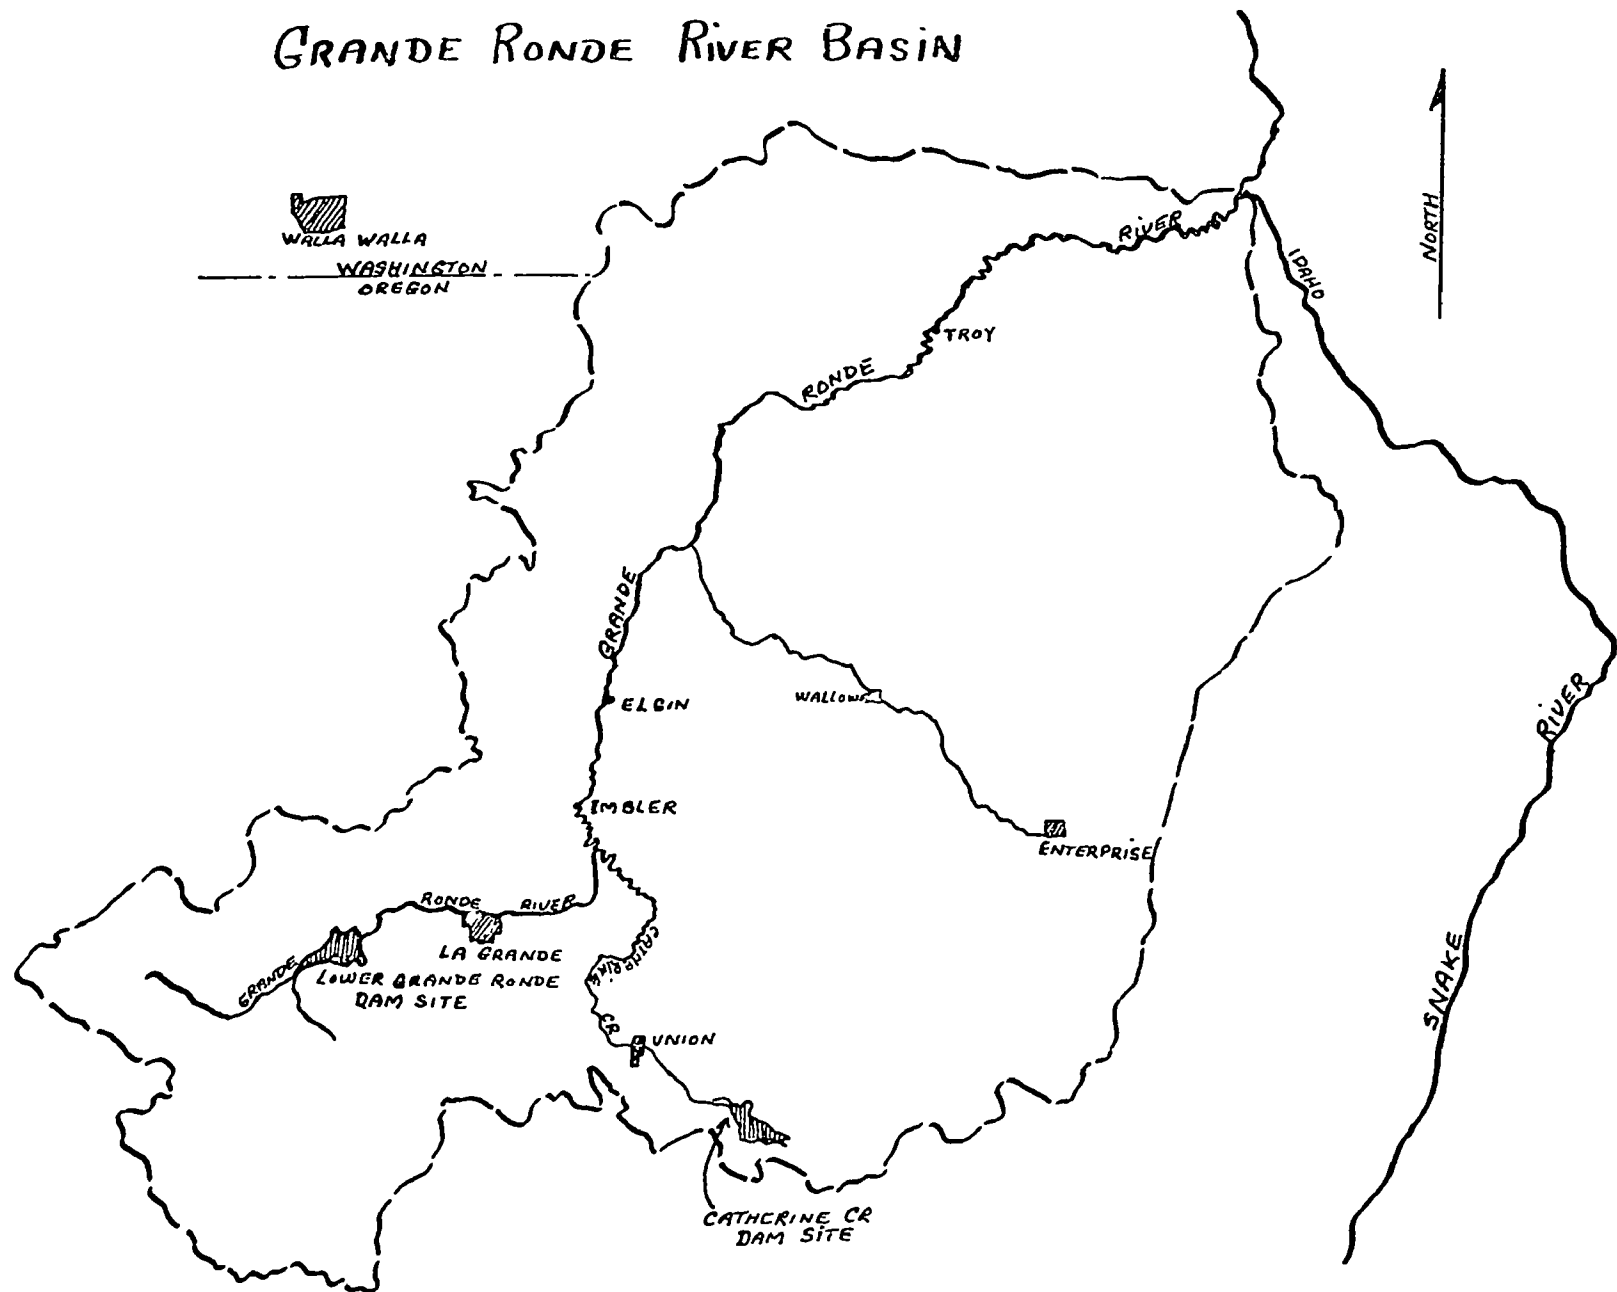 GRANDE RONDE RIVER BASIN
NORTH
WALLA WALLA
WASHINGTON
OREGON
RIVER
IDAHO
TROY
RONDE
GRANDE
ELGIN
WALLOWA
RIVER
IMBLER
ENTERPRISE
RONDE RIVER
LA GRANDE
GRANDE
LOWER GRANDE RONDE
DAM SITE
CATHERINE
CR
UNION
SNAKE
CATHERINE CR
DAM SITE